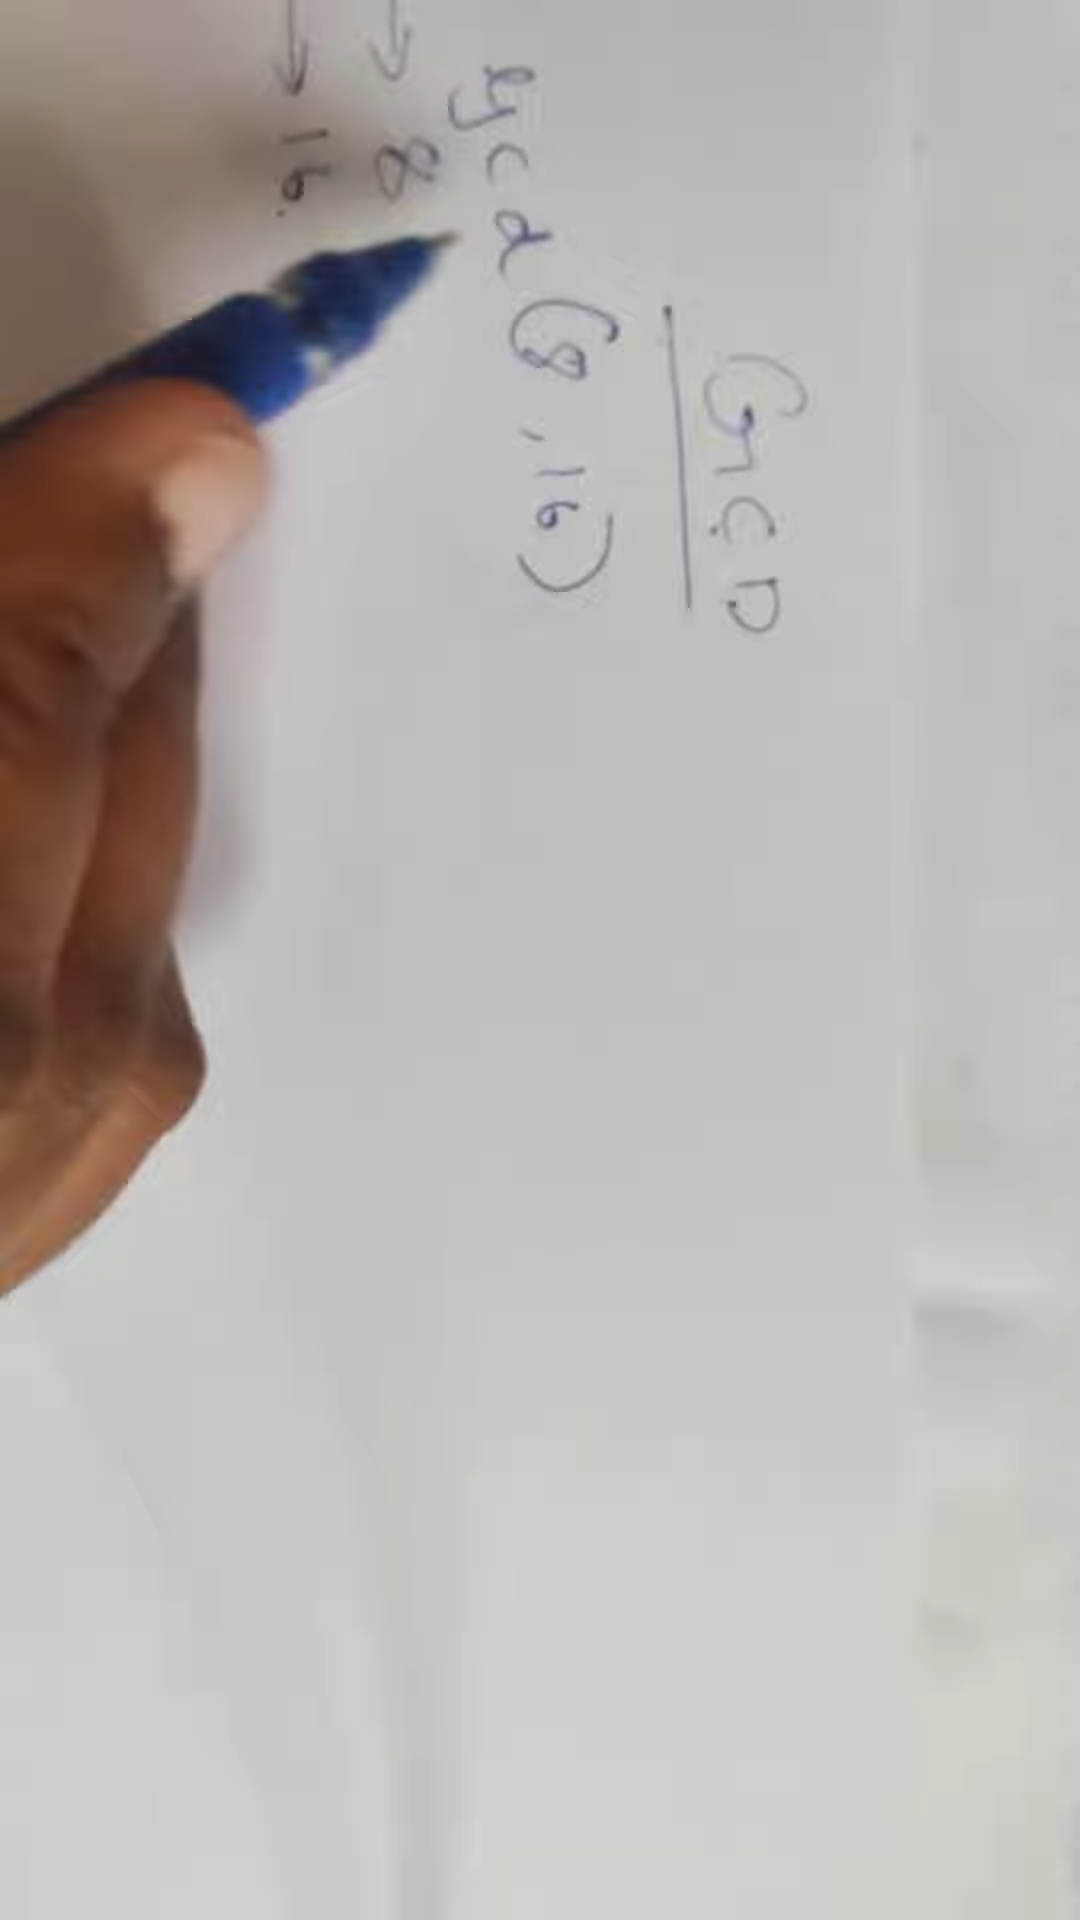 GCD
gcd (8, 16)
→ 8
→ 16.